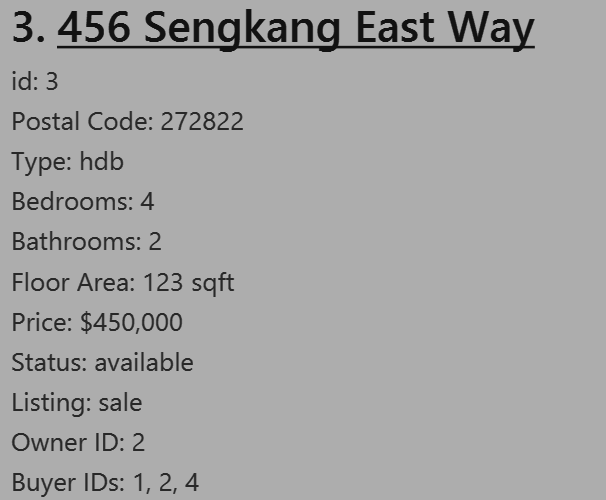 3. 456 Sengkang East Way
id: 3
Postal Code: 272822
Type: hdb
Bedrooms: 4
Bathrooms: 2
Floor Area: 123 sqft
Price: $450,000
Status: available
Listing: sale
Owner ID: 2
Buyer IDs: 1, 2, 4